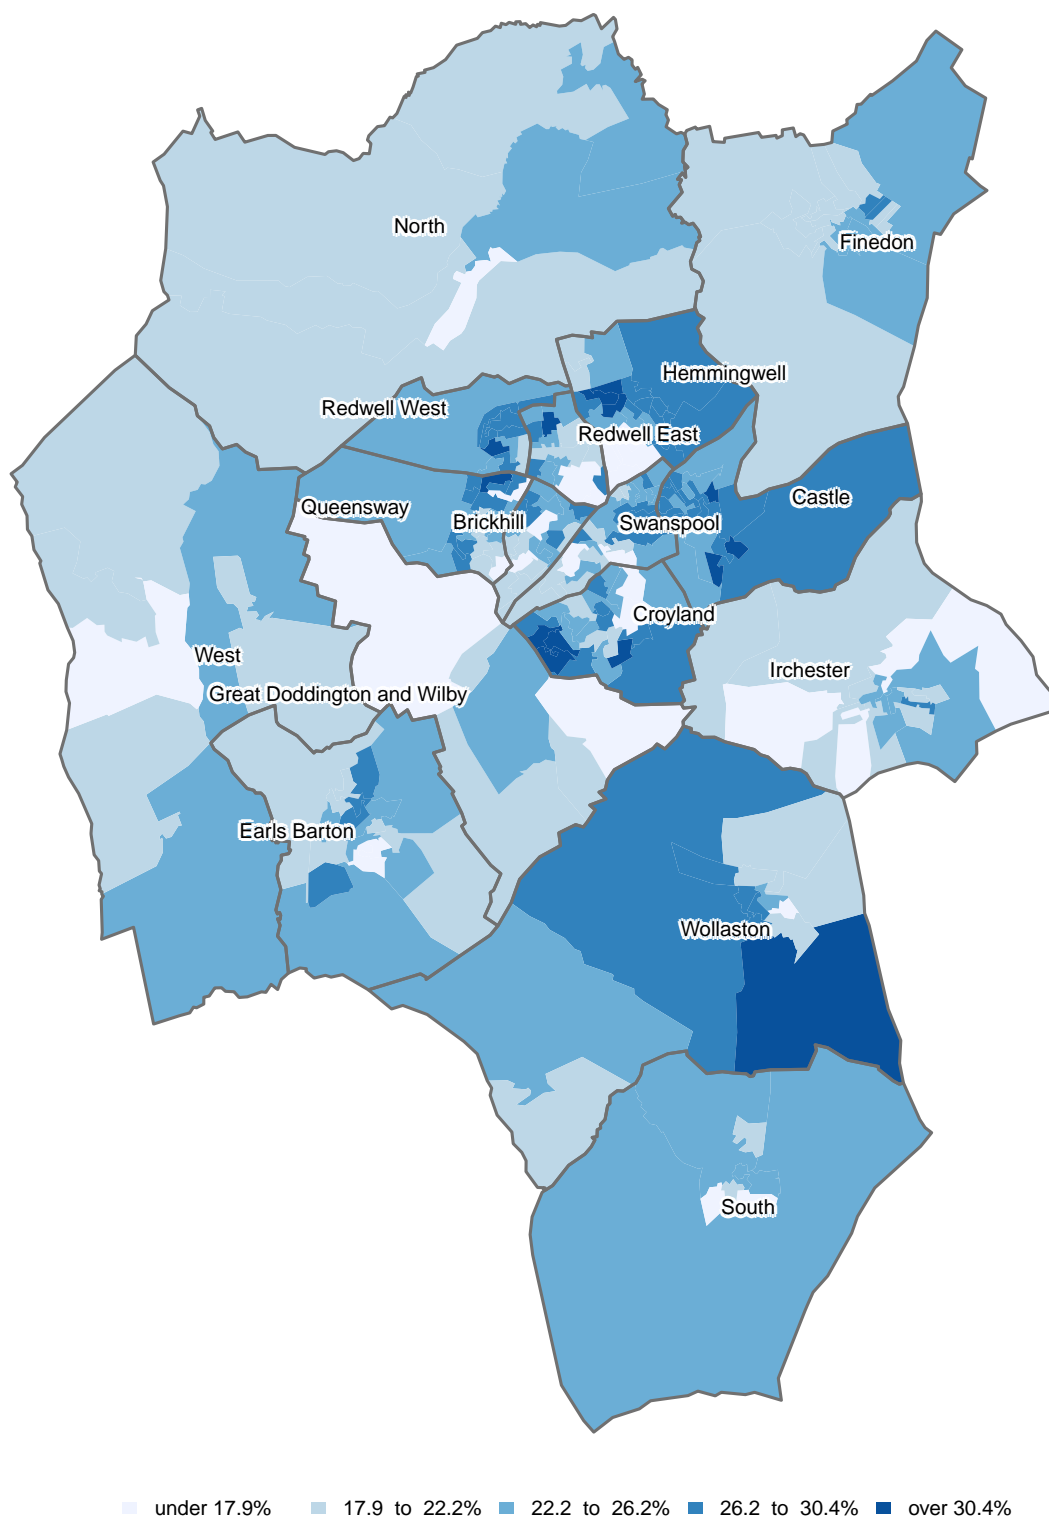 North
Finedon
Hemmingwell
Redwell West
Redwell East
Castle
Queensway
Brickhill
Swanspool
Croyland
West
Irchester
Great Doddington and Wilby
Earls Barton
Wollaston
South
under 17.9% 17.9 to 22.2% 22.2 to 26.2% 26.2 to 30.4% over 30.4%